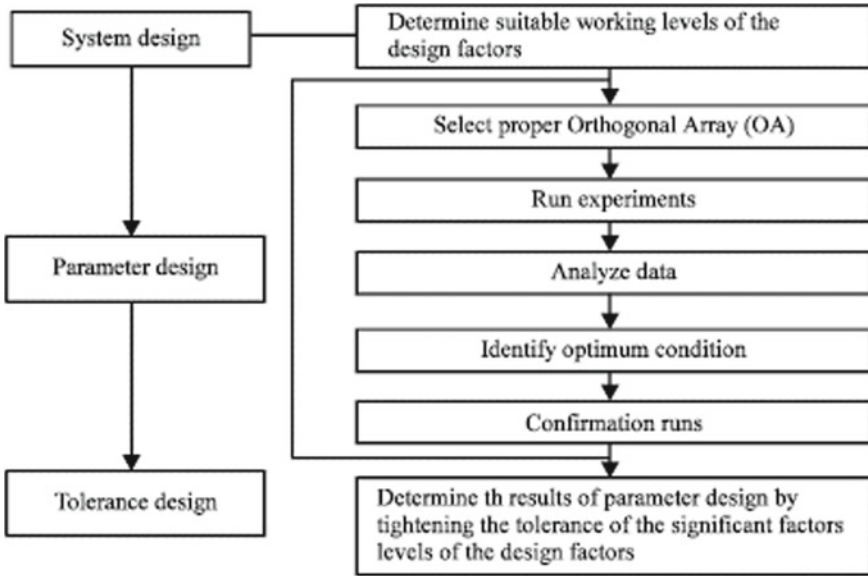 System design
Determine suitable working levels of the
design factors
Select proper Orthogonal Array (OA)
Run experiments
Parameter design
Analyze data
Identify optimum condition
Confirmation runs
Tolerance design
Determine th results of parameter design by
tightening the tolerance of the significant factors
levels of the design factors